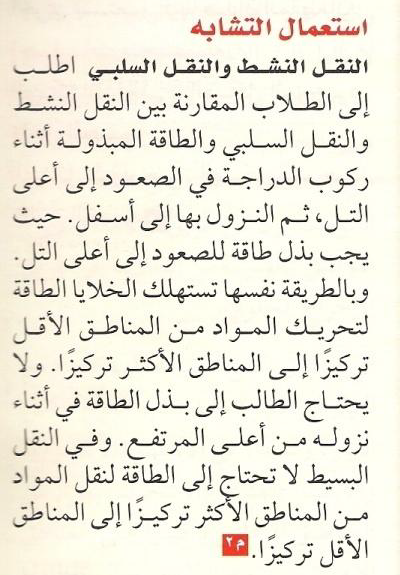 استعمال التشابه
النقل النشط والنقل السلبي اطلب
إلى الطلاب المقارنة بين النقل النشط
والنقل السلبي والطاقة المبذولة أثناء
ركوب الدراجة في الصعود إلى أعلى
التل، ثم النزول بها إلى أسفل. حيث
يجب بذل طاقة للصعود إلى أعلى التل.
وبالطريقة نفسها تستهلك الخلايا الطاقة
لتحريك المواد من المناطق الأقل
تركيزًا إلى المناطق الأكثر تركيزًا. ولا
يحتاج الطالب إلى بذل الطاقة في أثناء
نزوله من أعلى المرتفع. وفي النقل
البسيط لا تحتاج إلى الطاقة لنقل المواد
من المناطق الأكثر تركيزًا إلى المناطق
الأقل تركيزًا. م٢